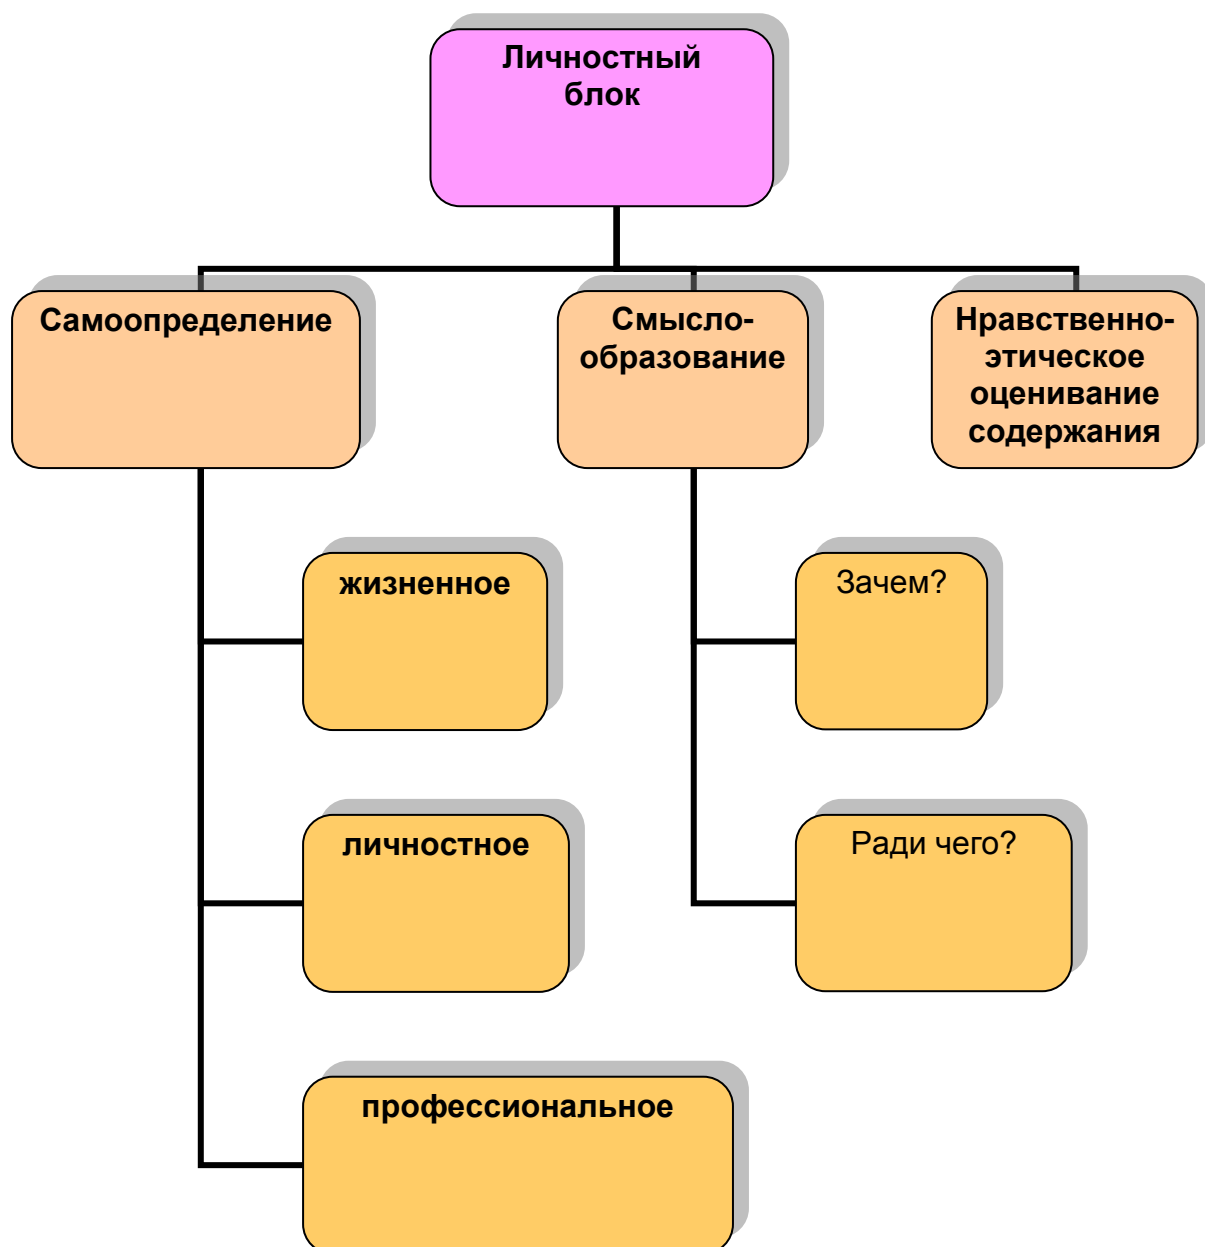 Личностный
блок
Самоопределение
Смысло-
образование
Нравственно-
этическое
оценивание
содержания
жизненное
Зачем?
личностное
Ради чего?
профессиональное